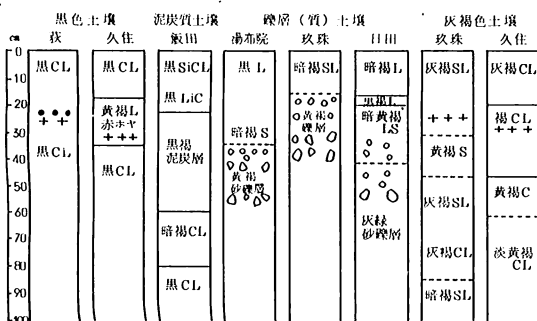 黒色土壌 泥炭質土壌 礫層（質）土壌 灰褐色土壌
cm 荻 久住 飯田 湯布院 玖珠 日田 玖珠 久住
0
10
20
30
40
50
60
70
80
90
100
黒CL
黒CL
黒CL
黄褐L
赤ホヤ
黒CL
黒SiCL
黒LiC
黒褐
泥炭層
暗褐CL
黒CL
黒L
暗褐S
黄褐
砂礫層
暗褐SL
黄褐
礫層
暗褐L
黒褐L
暗黄褐
LS
灰緑
砂礫層
灰褐SL
黄褐S
灰褐SL
灰褐CL
暗褐SL
灰褐CL
褐CL
黄褐C
淡黄褐
CL